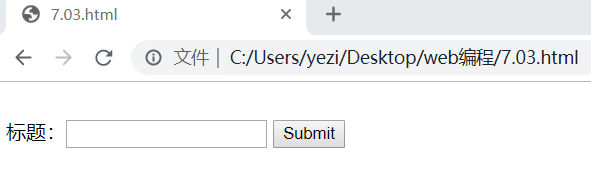 7.03.html
文件 | C:/Users/yezi/Desktop/web编程/7.03.html
标题： Submit